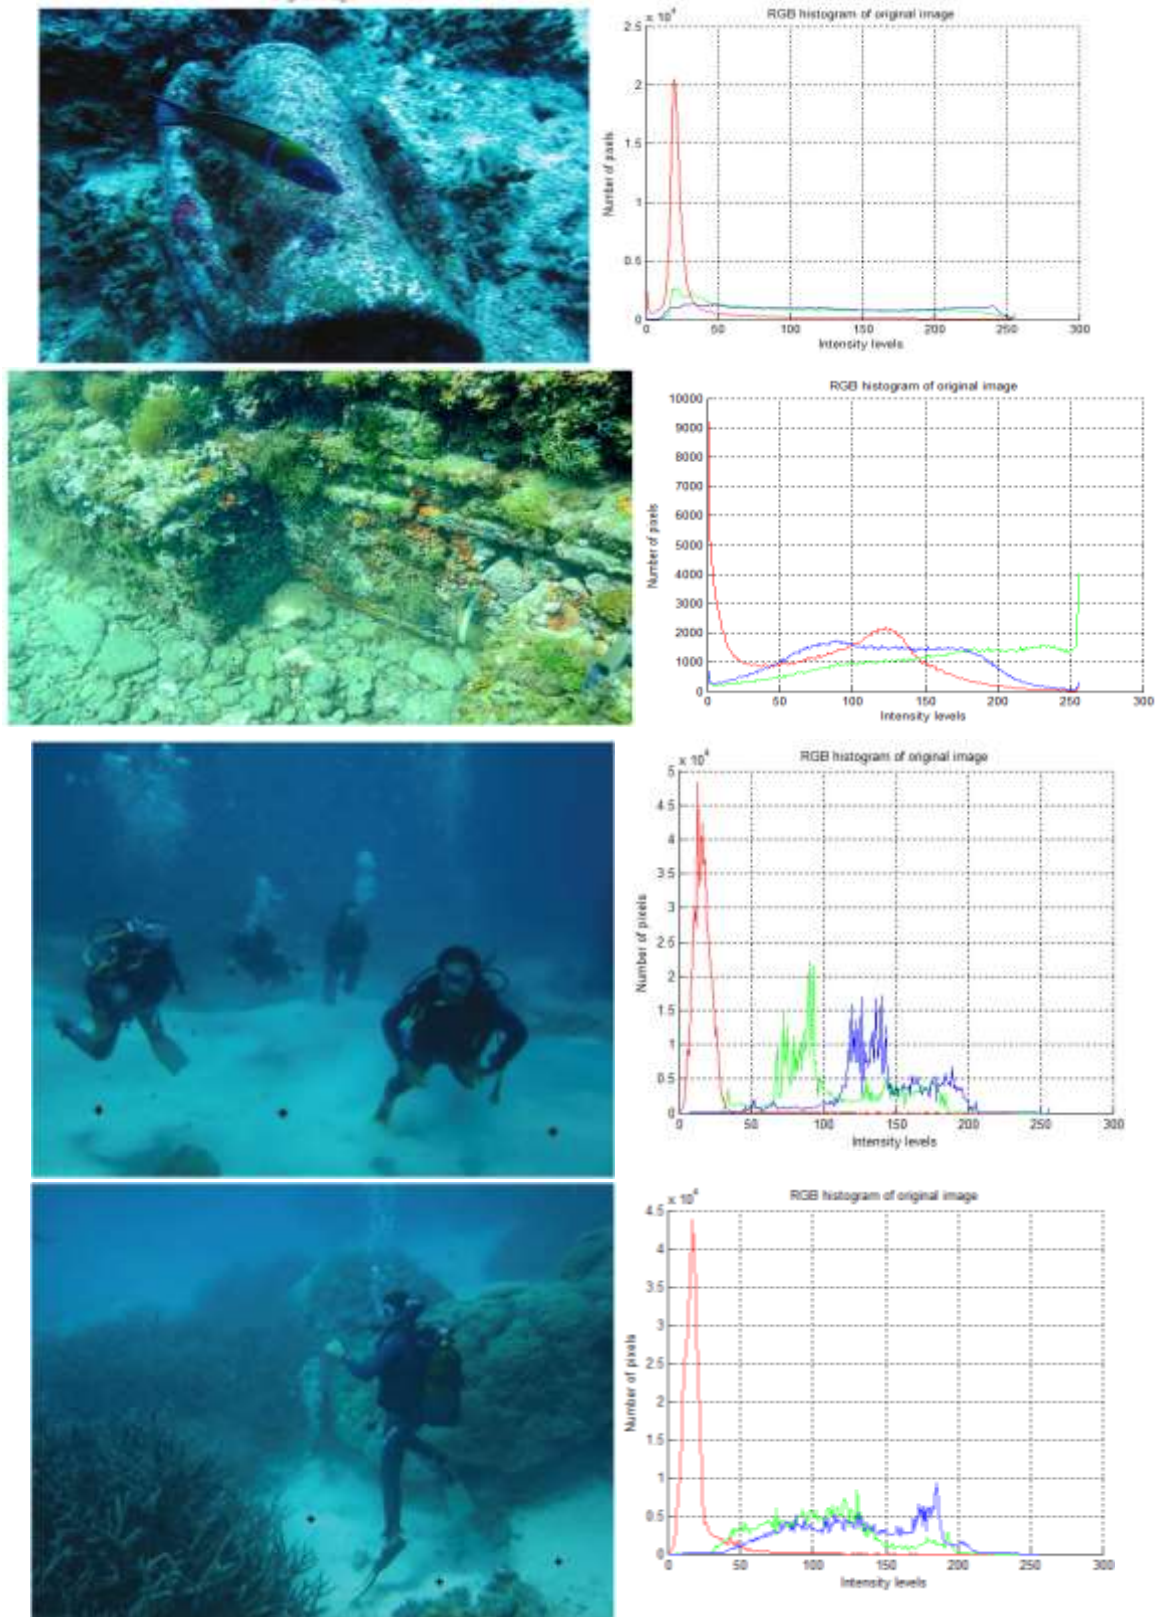 RGB histogram of original image
x 10⁴
2.5
2
1.5
1
0.5
0
Number of pixels
0 50 100 150 200 250 300
Intensity levels
RGB histogram of original image
10000
9000
8000
7000
6000
5000
4000
3000
2000
1000
0
Number of pixels
0 50 100 150 200 250 300
Intensity levels
RGB histogram of original image
x 10⁴
5
4.5
4
3.5
3
2.5
2
1.5
1
0.5
0
Number of pixels
0 50 100 150 200 250 300
Intensity levels
RGB histogram of original image
x 10⁴
4.5
4
3.5
3
2.5
2
1.5
1
0.5
0
Number of pixels
0 50 100 150 200 250 300
Intensity levels